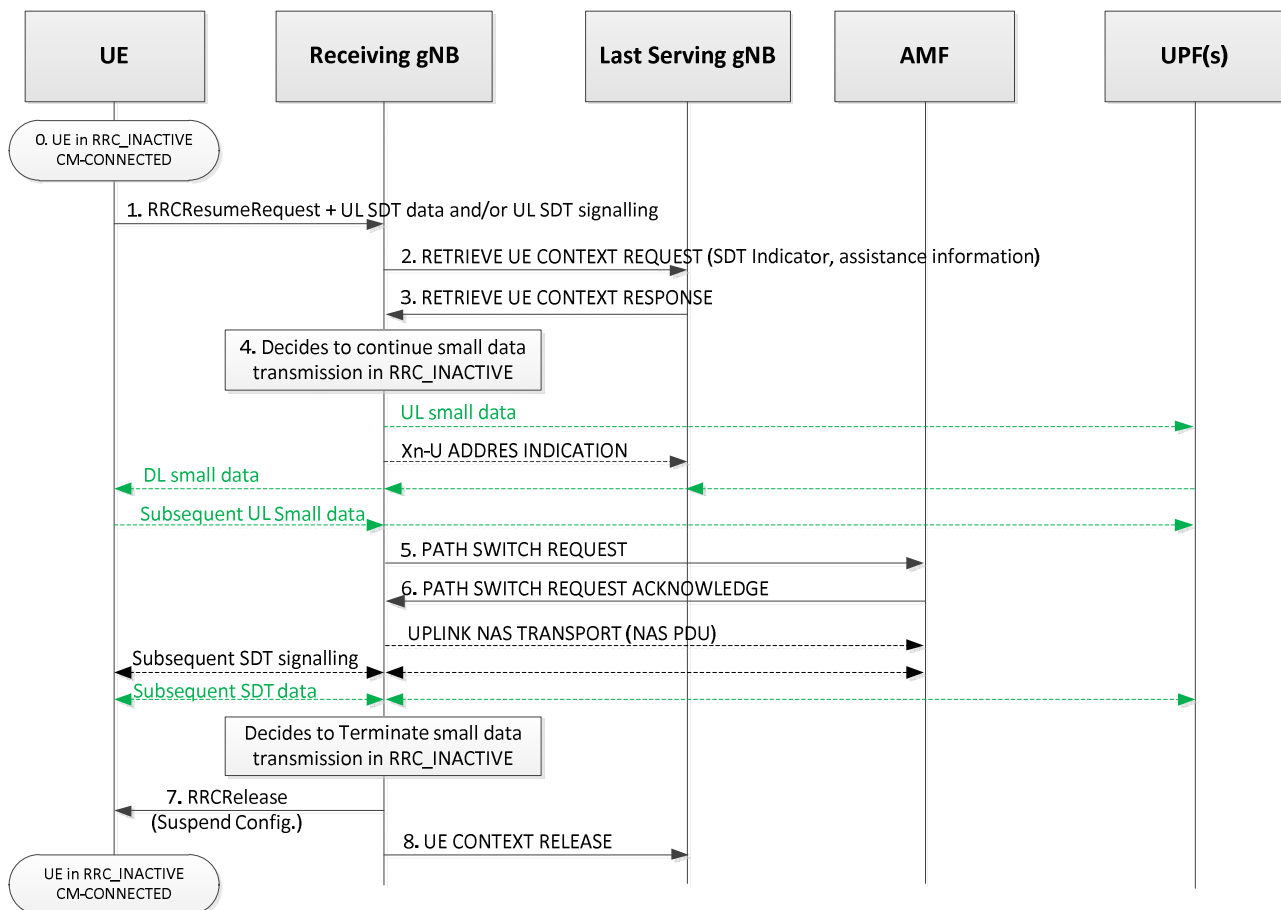 UE
Receiving gNB
Last Serving gNB
AMF
UPF(s)
0. UE in RRC_INACTIVE
CM-CONNECTED
1. RRCResumeRequest + UL SDT data and/or UL SDT signalling
2. RETRIEVE UE CONTEXT REQUEST (SDT Indicator, assistance information)
3. RETRIEVE UE CONTEXT RESPONSE
4. Decides to continue small data
transmission in RRC_INACTIVE
UL small data
Xn-U ADDRES INDICATION
DL small data
Subsequent UL Small data
5. PATH SWITCH REQUEST
6. PATH SWITCH REQUEST ACKNOWLEDGE
UPLINK NAS TRANSPORT (NAS PDU)
Subsequent SDT signalling
Subsequent SDT data
Decides to Terminate small data
transmission in RRC_INACTIVE
7. RRCRelease
(Suspend Config.)
8. UE CONTEXT RELEASE
UE in RRC_INACTIVE
CM-CONNECTED